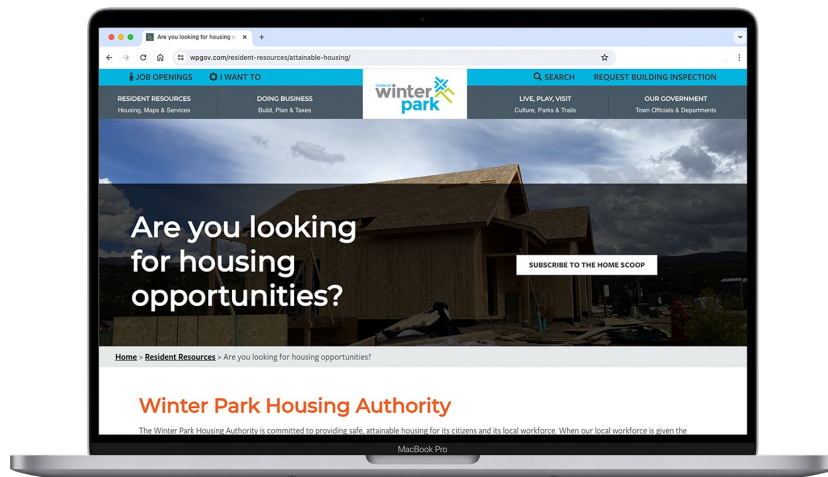 Are you looking for housing o
wpgov.com/resident-resources/attainable-housing/
JOB OPENINGS
I WANT TO
SEARCH
REQUEST BUILDING INSPECTION
RESIDENT RESOURCES
Housing, Maps & Services
DOING BUSINESS
Build, Plan & Taxes
TOWN OF
winter
park
LIVE, PLAY, VISIT
Culture, Parks & Trails
OUR GOVERNMENT
Town Officials & Departments
Are you looking
for housing
opportunities?
SUBSCRIBE TO THE HOME SCOOP
Home > Resident Resources > Are you looking for housing opportunities?
Winter Park Housing Authority
The Winter Park Housing Authority is committed to providing safe, attainable housing for its citizens and its local workforce. When our local workforce is given the
MacBook Pro